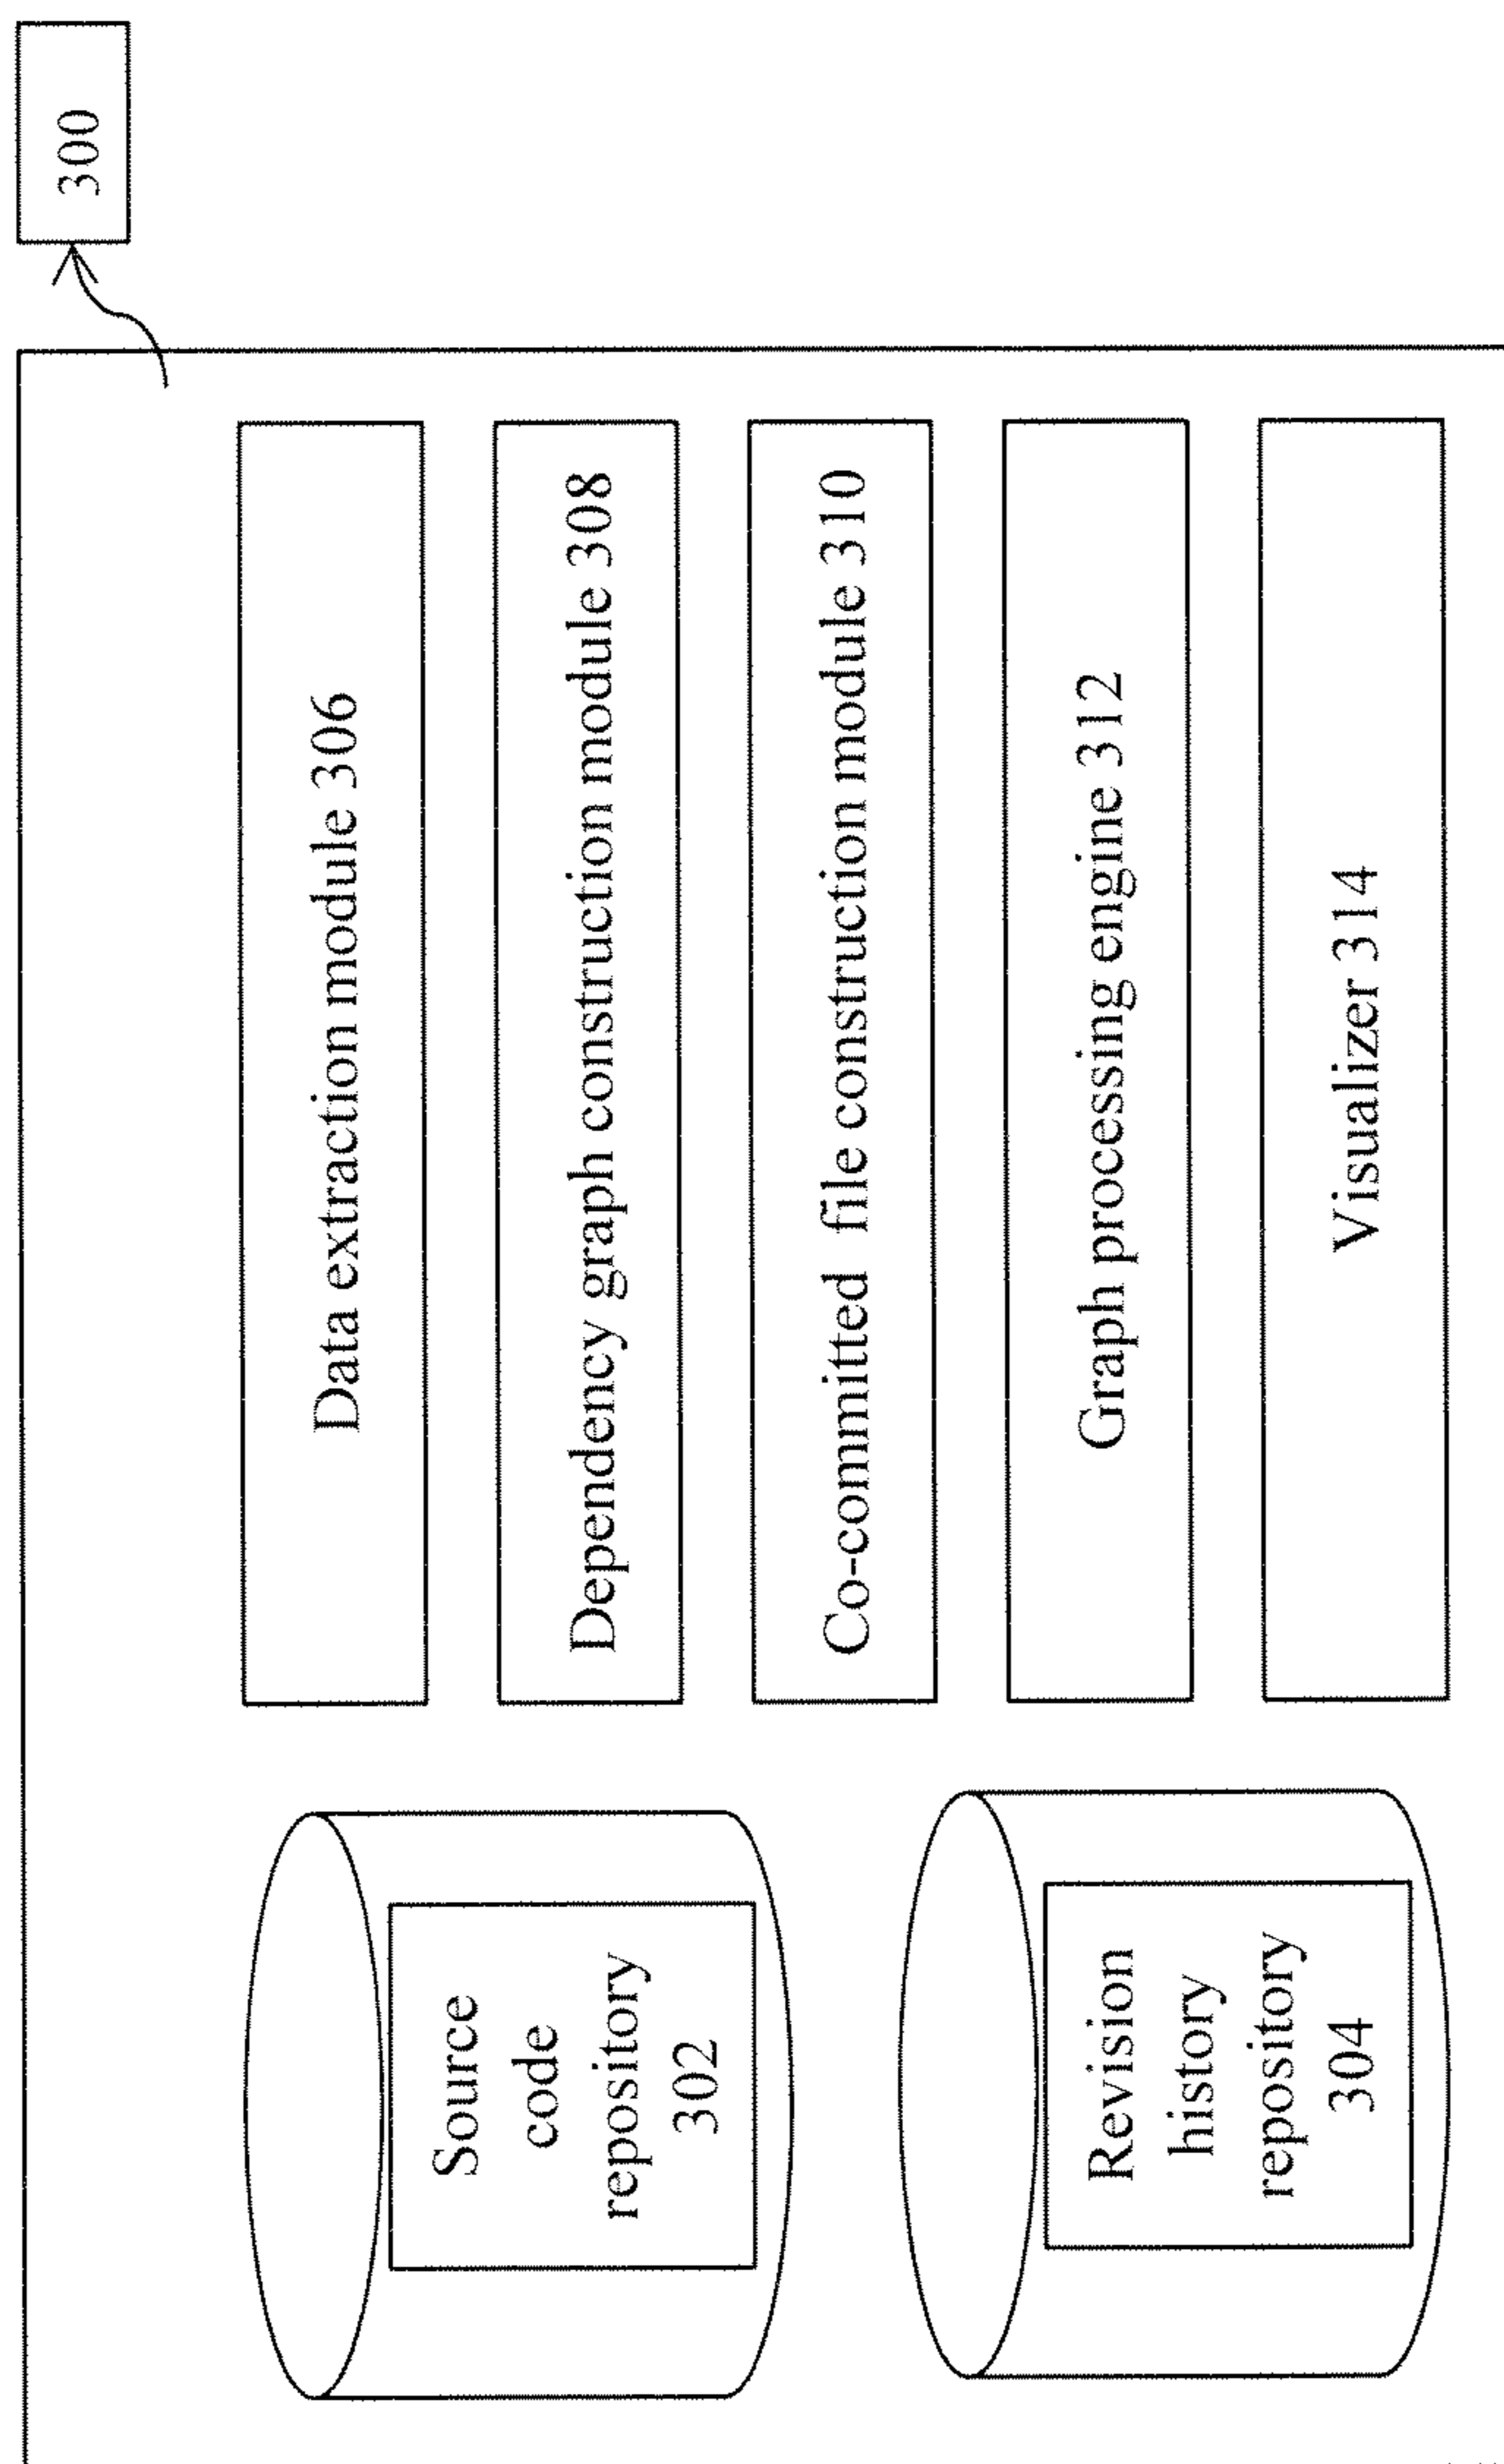 300
Source
code
repository
302
Revision
history
repository
304
Data extraction module 306
Dependency graph construction module 308
Co-committed file construction module 310
Graph processing engine 312
Visualizer 314